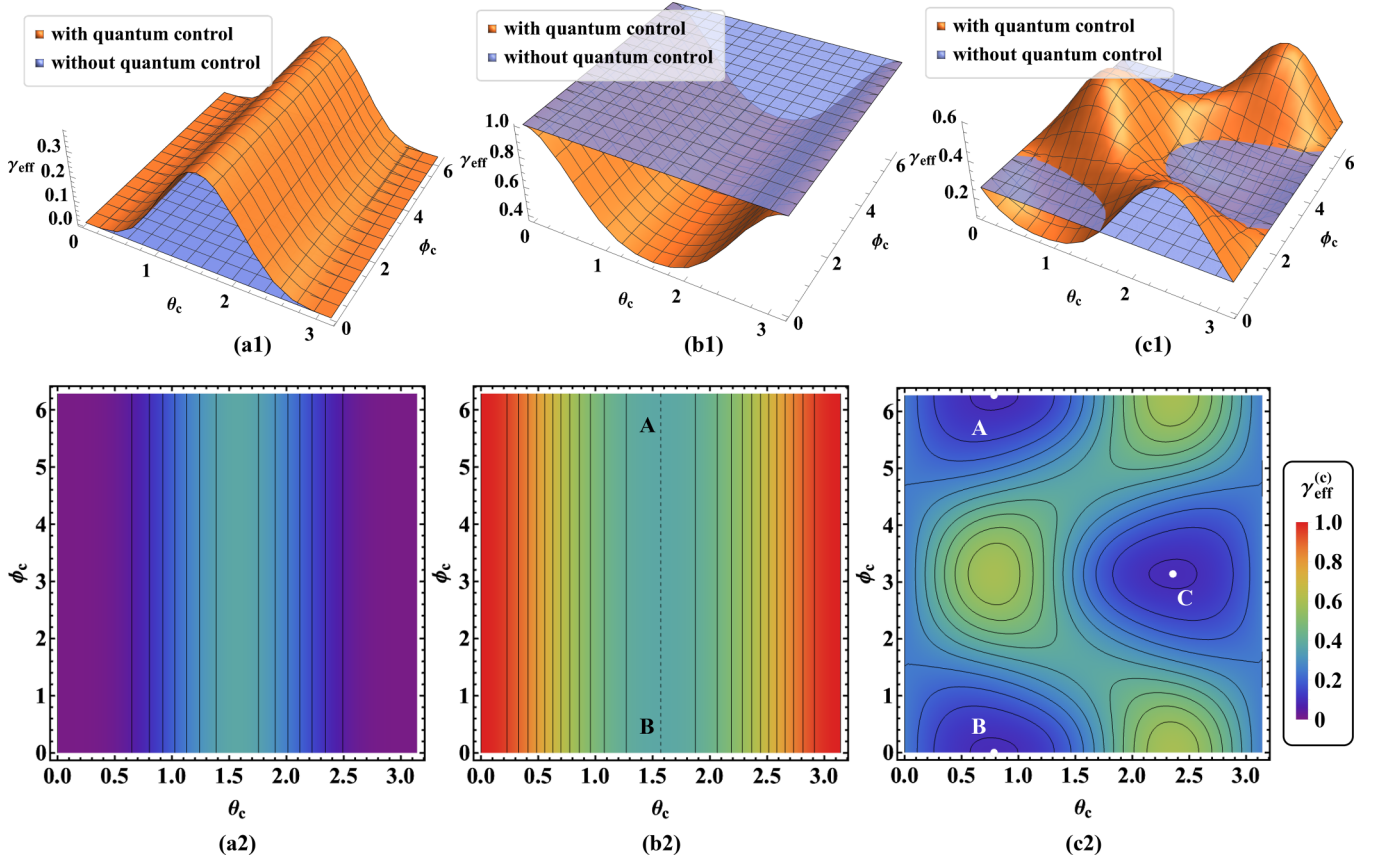 with quantum control
without quantum control
γeff
0.3
0.2
0.1
0.0
0
1
2
3
θc
0
2
4
6
ϕc
(a1)
with quantum control
without quantum control
1.0
γeff
0.8
0.6
0.4
0
1
2
3
θc
0
2
4
6
ϕc
(b1)
with quantum control
without quantum control
0.6
γeff
0.4
0.2
0
1
2
3
θc
0
2
4
6
ϕc
(c1)
6
5
4
3
2
1
0
ϕc
0.0 0.5 1.0 1.5 2.0 2.5 3.0
θc
(a2)
6
5
4
3
2
1
0
ϕc
A
B
0.0 0.5 1.0 1.5 2.0 2.5 3.0
θc
(b2)
6
5
4
3
2
1
0
ϕc
A
C
B
0.0 0.5 1.0 1.5 2.0 2.5 3.0
θc
(c2)
γeff(c)
1.0
0.8
0.6
0.4
0.2
0